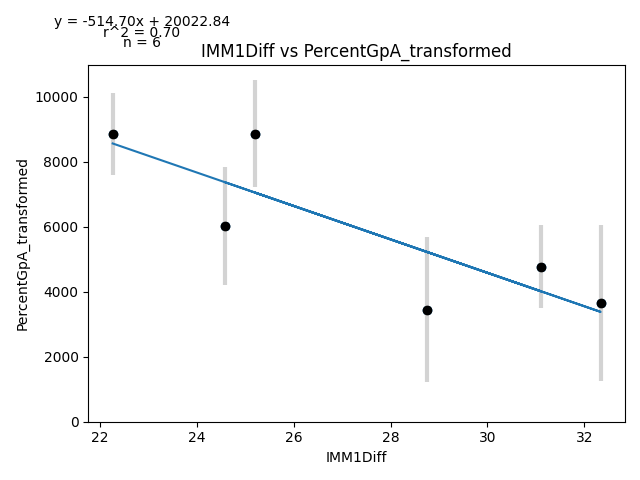 y = -514.70x + 20022.84
r^2 = 0.70
n = 6
IMM1Diff vs PercentGpA_transformed
PercentGpA_transformed
10000
8000
6000
4000
2000
0
22 24 26 28 30 32
IMM1Diff